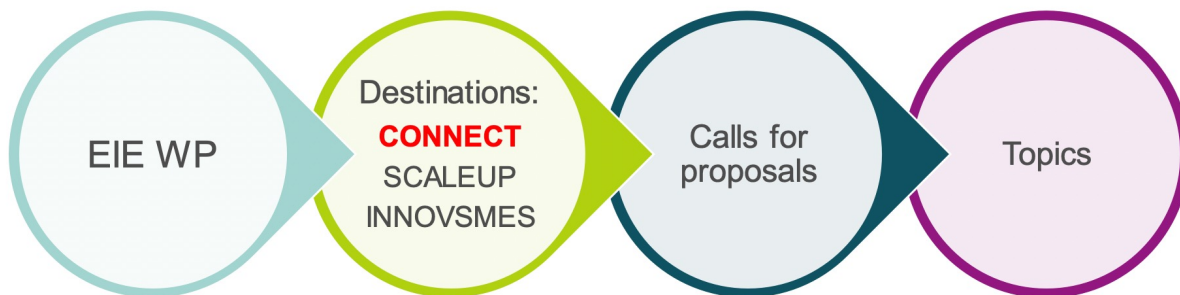 EIE WP
Destinations:
CONNECT
SCALEUP
INNOVSMES
Calls for
proposals
Topics